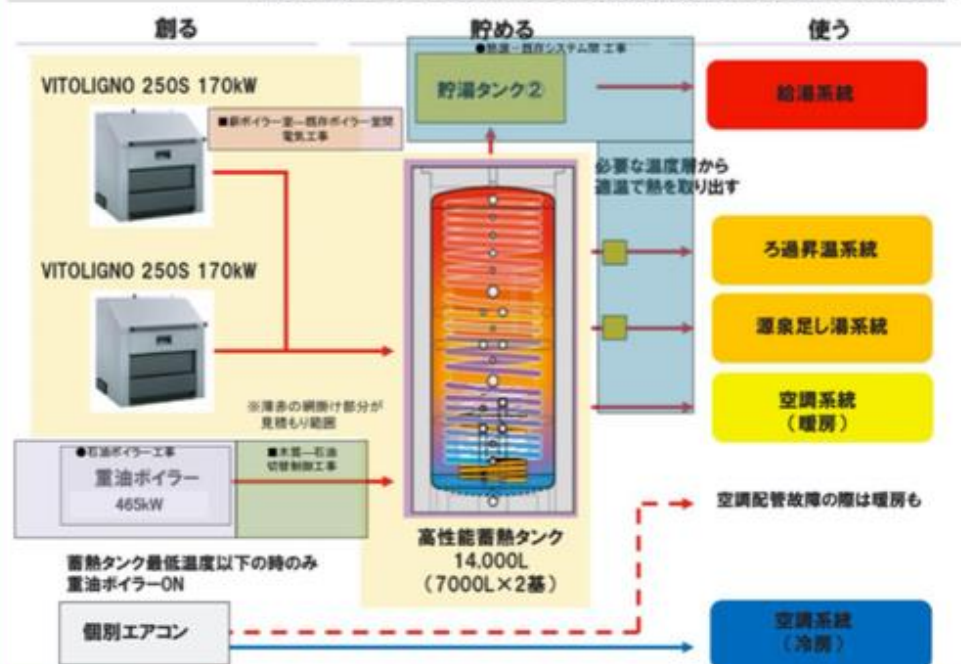 創る
貯める
使う
VITOLIGNO 250S 170kW
■薪ボイラー室―既存ボイラー室間
電気工事
●熱源―既存システム間 工事
貯湯タンク②
給湯系統
必要な温度層から
適温で熱を取り出す
ろ過昇温系統
VITOLIGNO 250S 170kW
源泉足し湯系統
※薄赤の網掛け部分が
見積もり範囲
空調系統
(暖房)
●石油ボイラー工事
重油ボイラー
465kW
■木質―石油
切替制御工事
空調配管故障の際は暖房も
高性能蓄熱タンク
14,000L
(7000L×2基)
蓄熱タンク最低温度以下の時のみ
重油ボイラーON
個別エアコン
空調系統
(冷房)